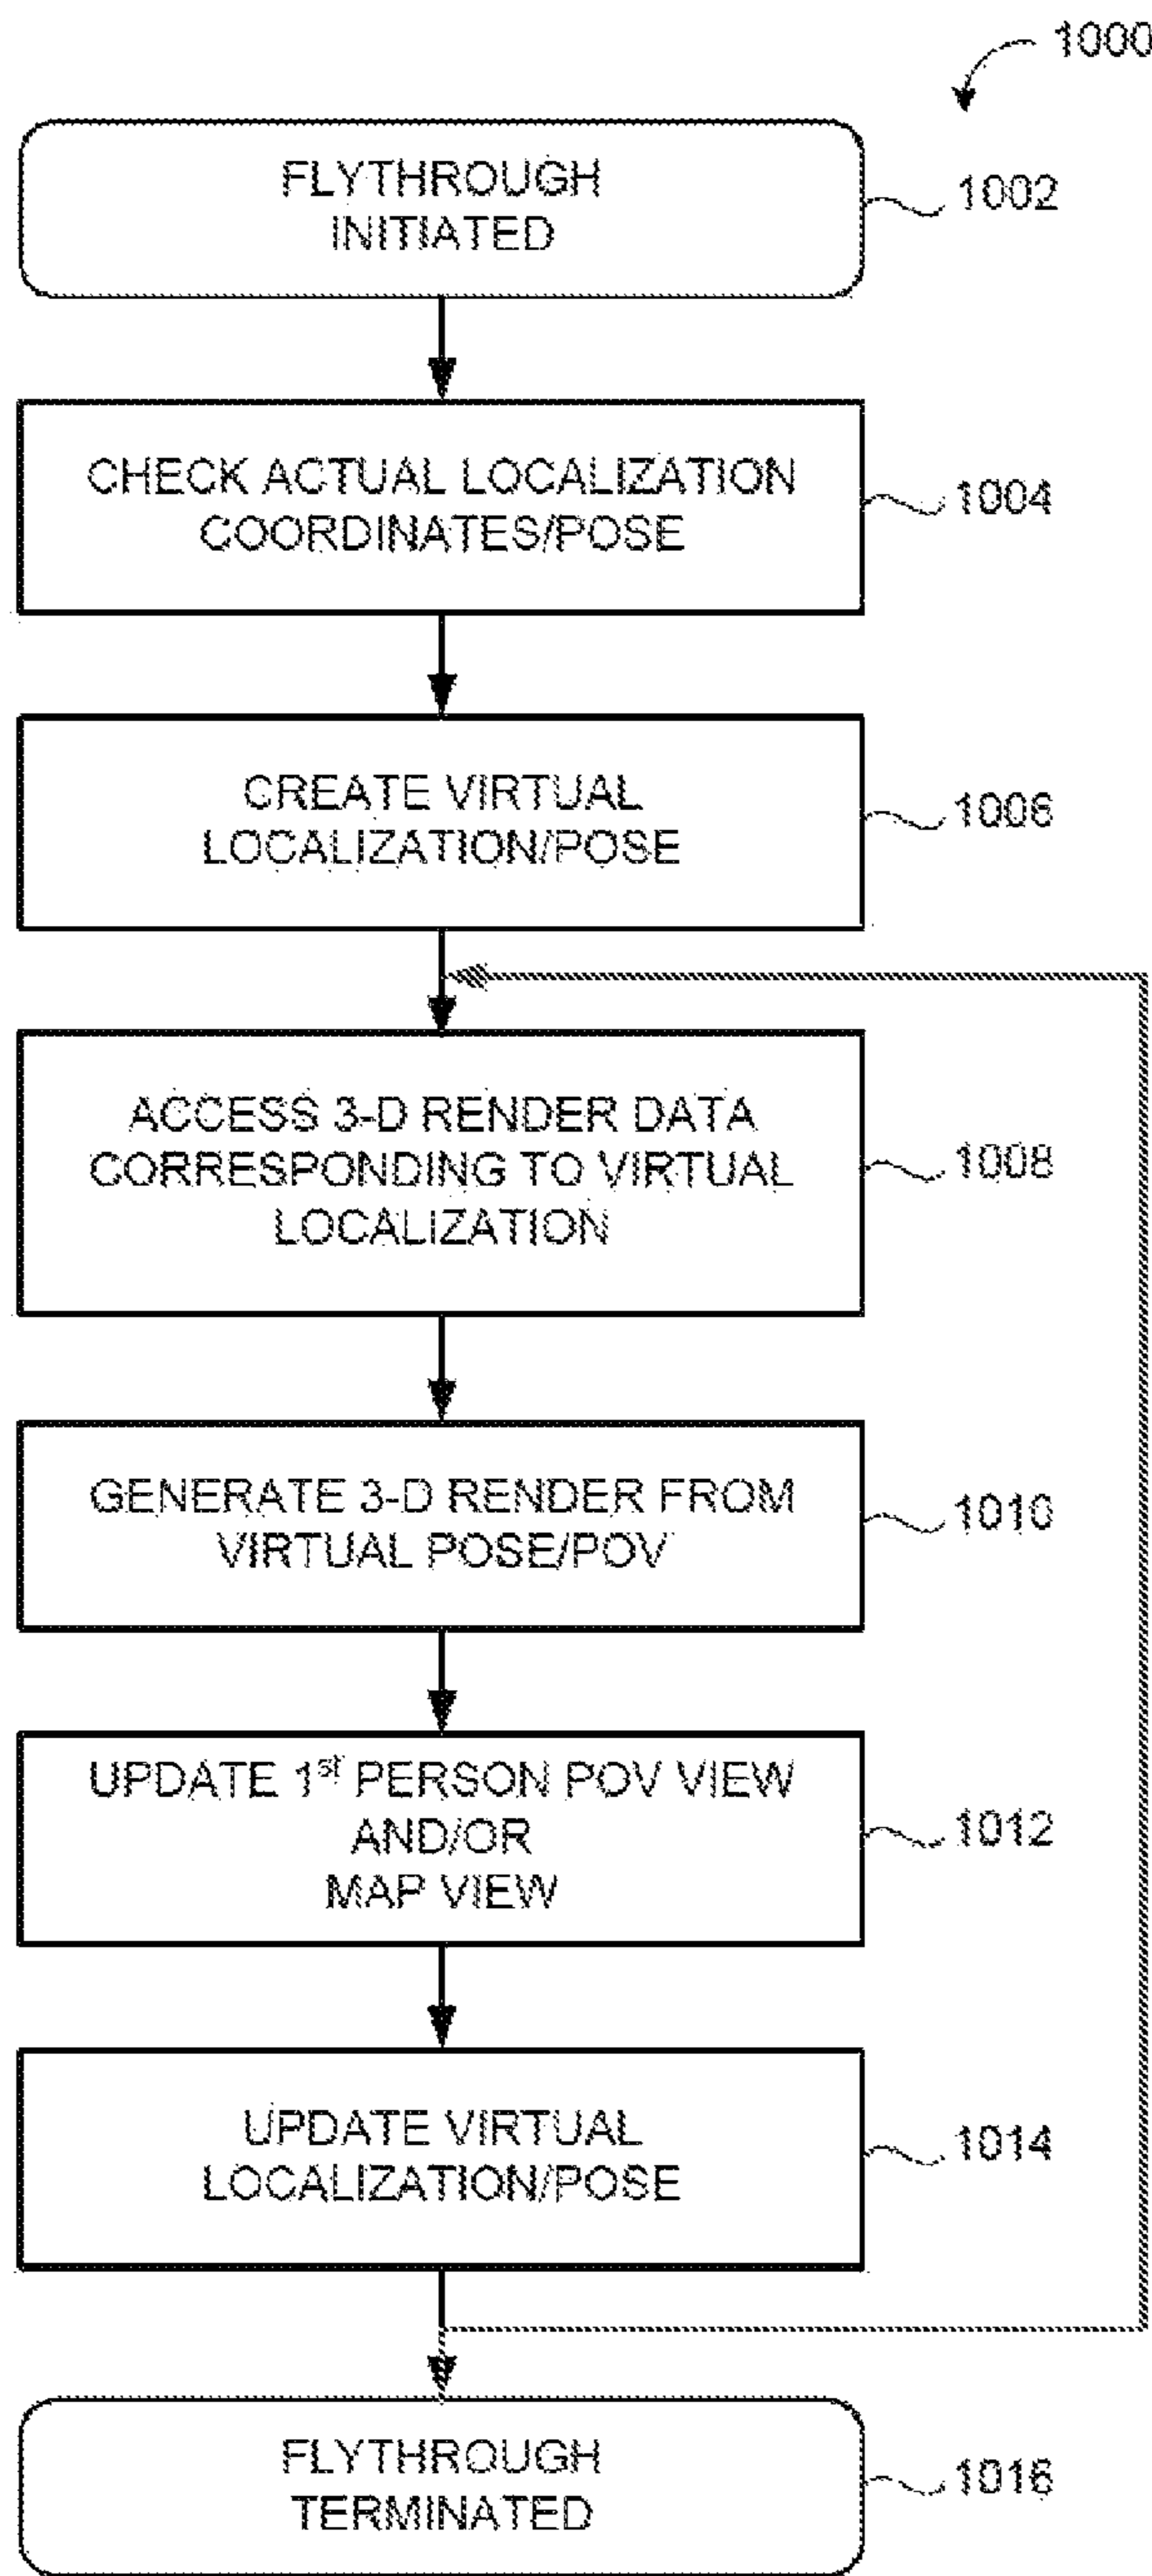 1000
FLYTHROUGH
INITIATED
1002
CHECK ACTUAL LOCALIZATION
COORDINATES/POSE
1004
CREATE VIRTUAL
LOCALIZATION/POSE
1006
ACCESS 3-D RENDER DATA
CORRESPONDING TO VIRTUAL
LOCALIZATION
1008
GENERATE 3-D RENDER FROM
VIRTUAL POSE/POV
1010
UPDATE 1st PERSON POV VIEW
AND/OR
MAP VIEW
1012
UPDATE VIRTUAL
LOCALIZATION/POSE
1014
FLYTHROUGH
TERMINATED
1016